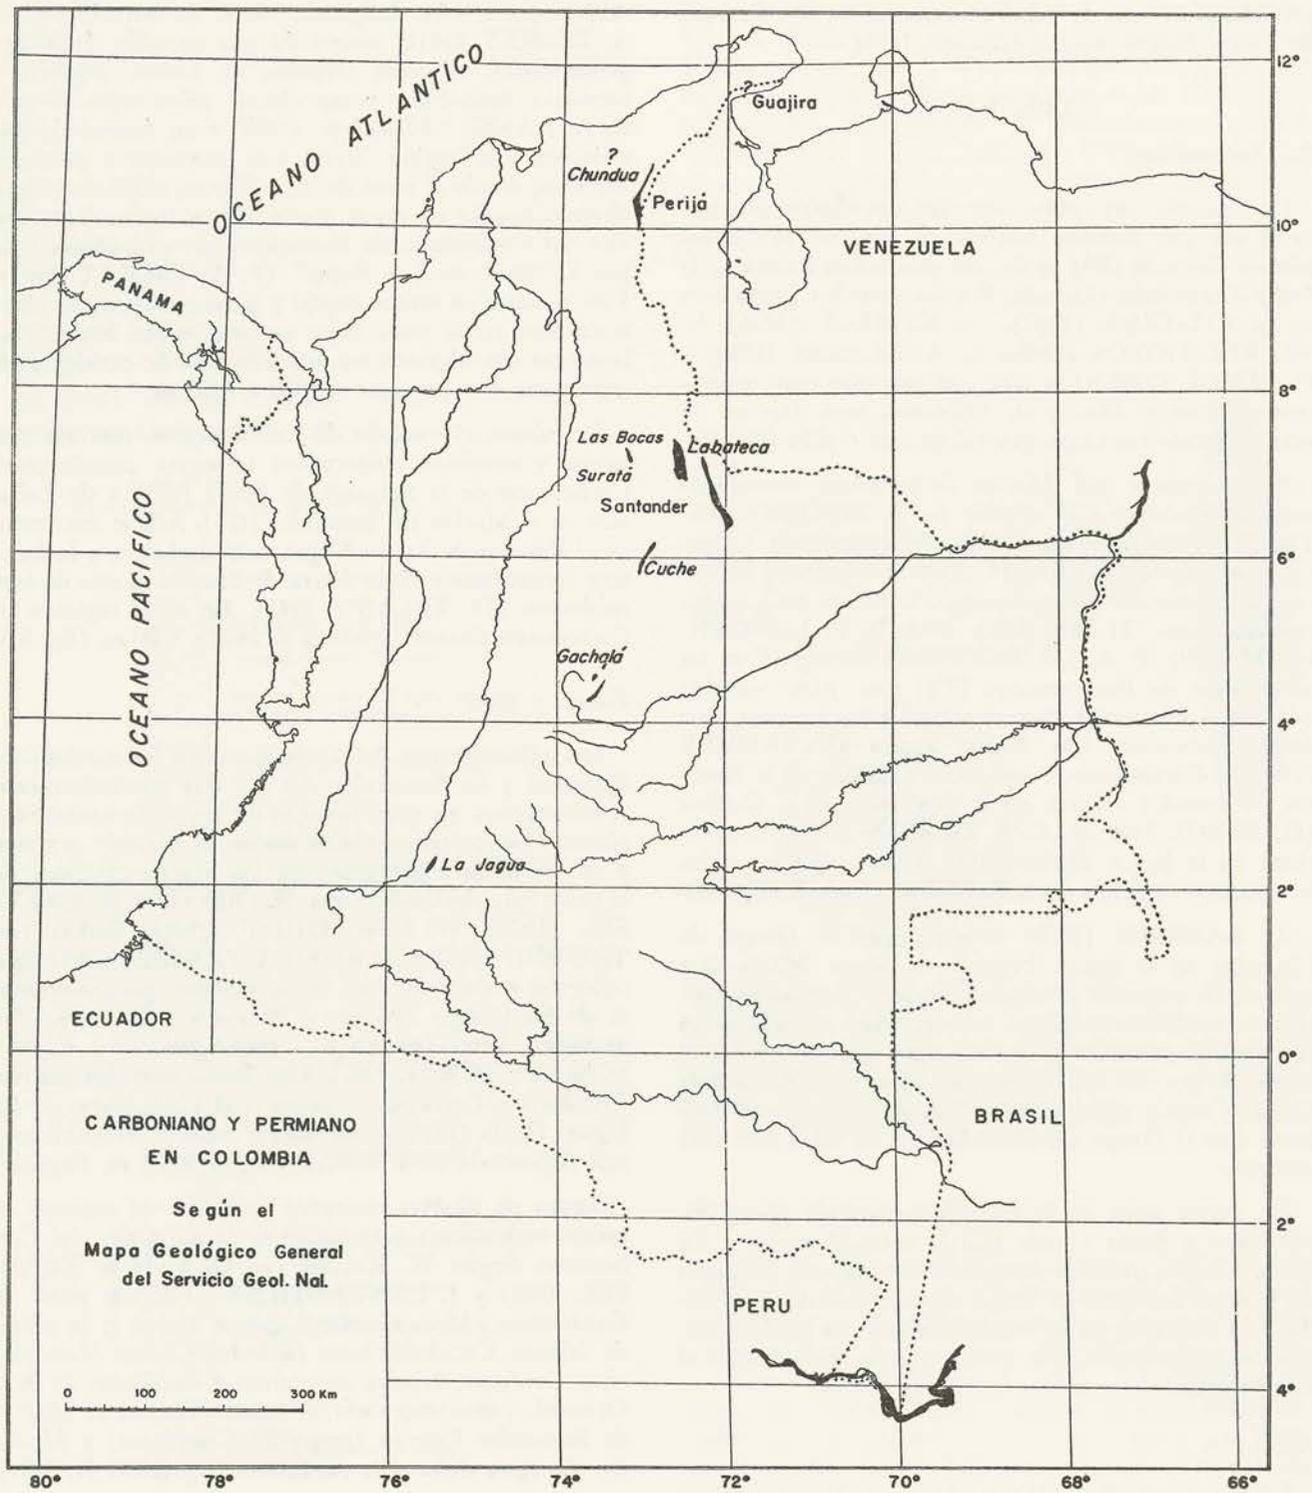 12°
OCEANO ATLANTICO
?
Guajira
?
Chundua
Perijá
10°
VENEZUELA
PANAMA
8°
Las Bocas
Labateca
Suratá
Santander
OCEANO PACIFICO
6°
Cuche
Gachalá
4°
La Jagua
2°
ECUADOR
0°
CARBONIANO Y PERMIANO
EN COLOMBIA
BRASIL
Según el
Mapa Geológico General
del Servicio Geol. Nal.
2°
PERU
0 100 200 300 Km
4°
80° 78° 76° 74° 72° 70° 68° 66°